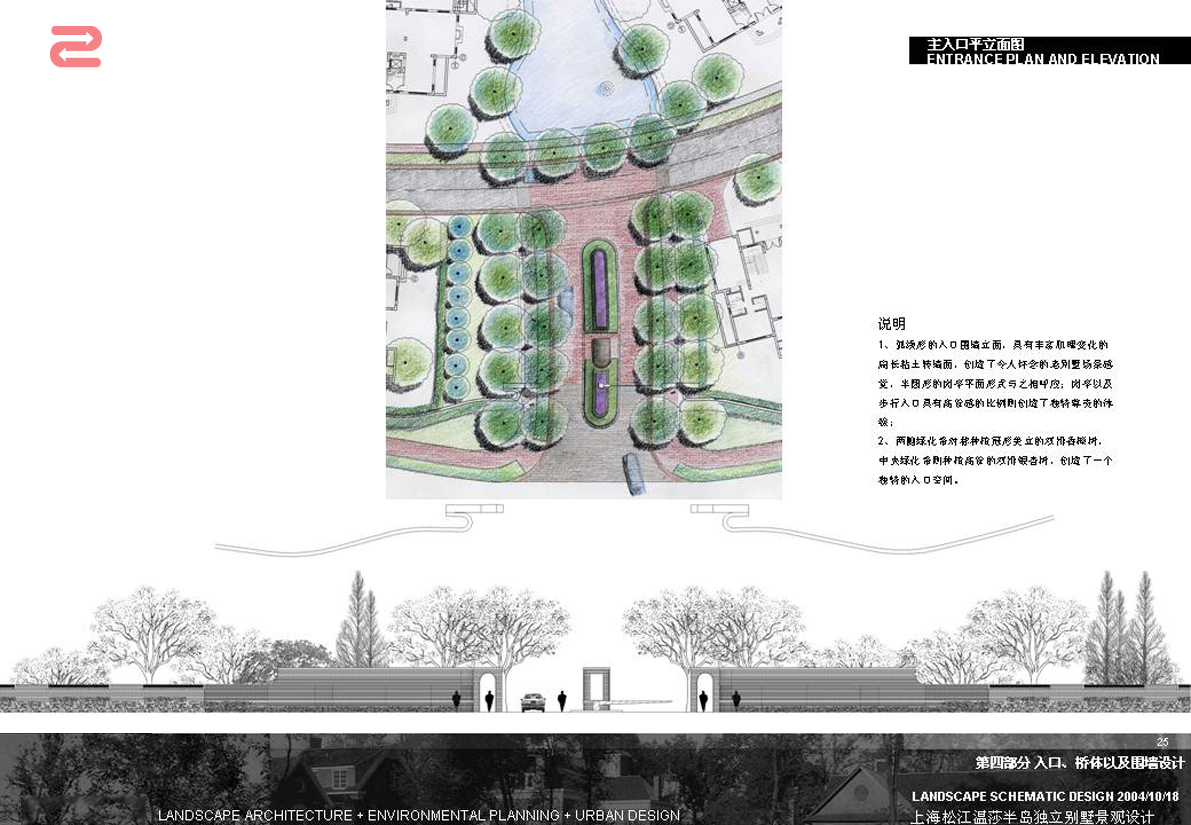 主入口平立面图
ENTRANCE PLAN AND ELEVATION
说明
1、弧线形的入口围墙立面，具有丰富肌理变化的
扁长粘土砖墙面，创造了令人怀念的老别墅场景感
觉，半圆形的岗亭平面形式与之相呼应；岗亭以及
步行入口具有高耸感的比例则创造了独特尊贵的体
验；
2、两侧绿化带对称种植冠形关立的双排香樟树，
中央绿化带则种植高耸的双排银杏树，创造了一个
独特的入口空间。
25
第四部分 入口、桥体以及围墙设计
LANDSCAPE SCHEMATIC DESIGN 2004/10/18
LANDSCAPE ARCHITECTURE + ENVIRONMENTAL PLANNING + URBAN DESIGN
上海松江温莎半岛独立别墅景观设计